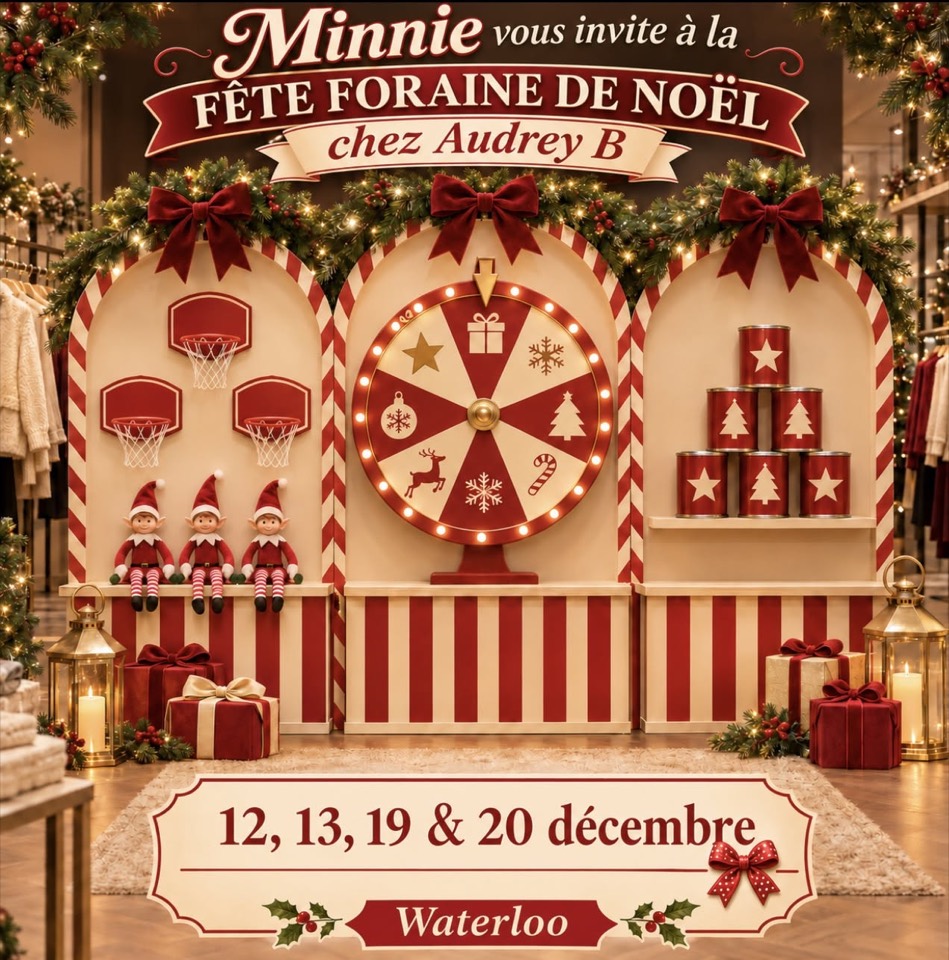 Minnie vous invite à la
FÊTE FORAINE DE NOËL
chez Audrey B
12, 13, 19 & 20 décembre
Waterloo